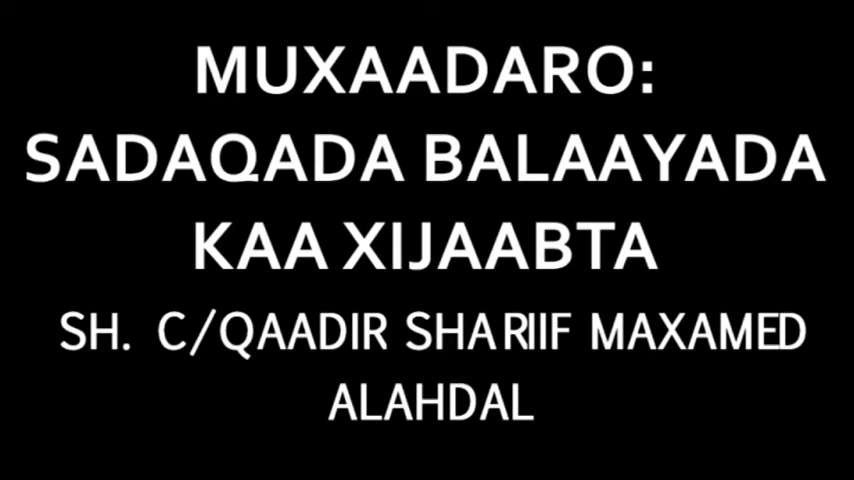 MUXAADARO:
SADAQADA BALAAYADA
KAA XIJAABTA
SH. C/QAADIR SHARIIF MAXAMED
ALAHDAL